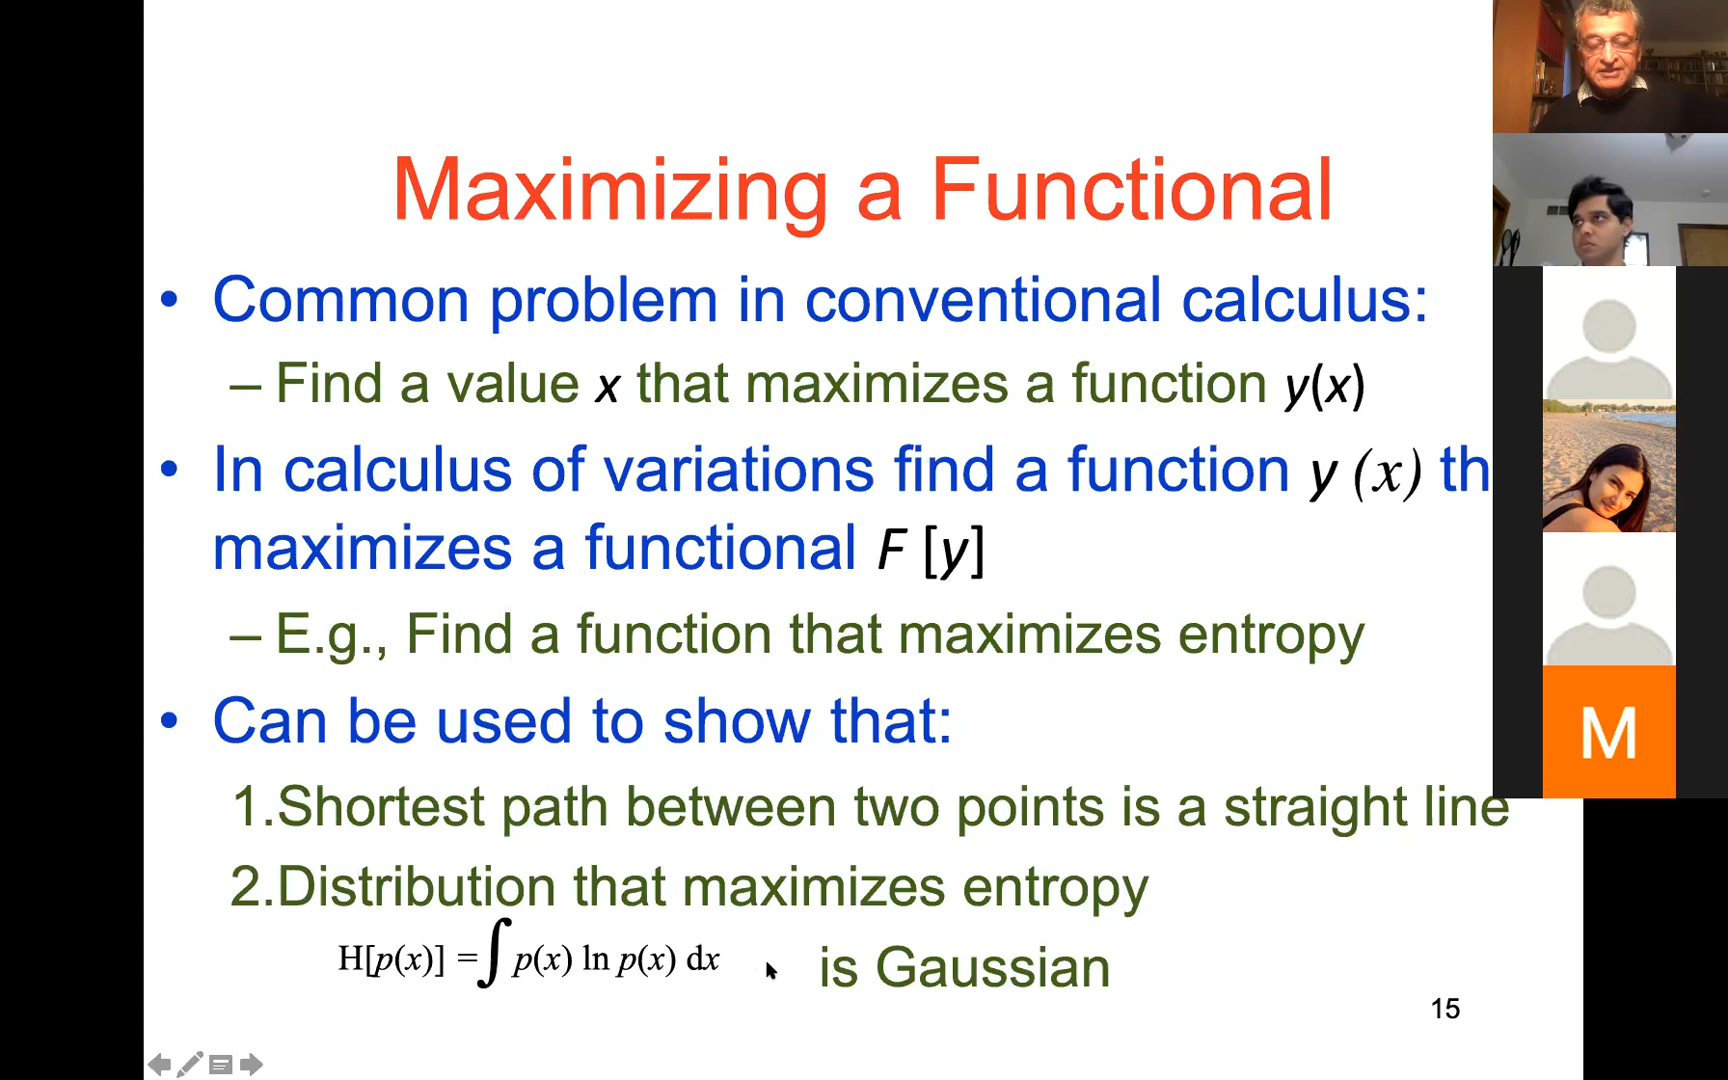 Maximizing a Functional
• Common problem in conventional calculus:
– Find a value x that maximizes a function y(x)
• In calculus of variations find a function y (x) th
maximizes a functional F [y]
– E.g., Find a function that maximizes entropy
• Can be used to show that:
1.Shortest path between two points is a straight line
2.Distribution that maximizes entropy
H[p(x)] = ∫ p(x) ln p(x) dx is Gaussian
15
M